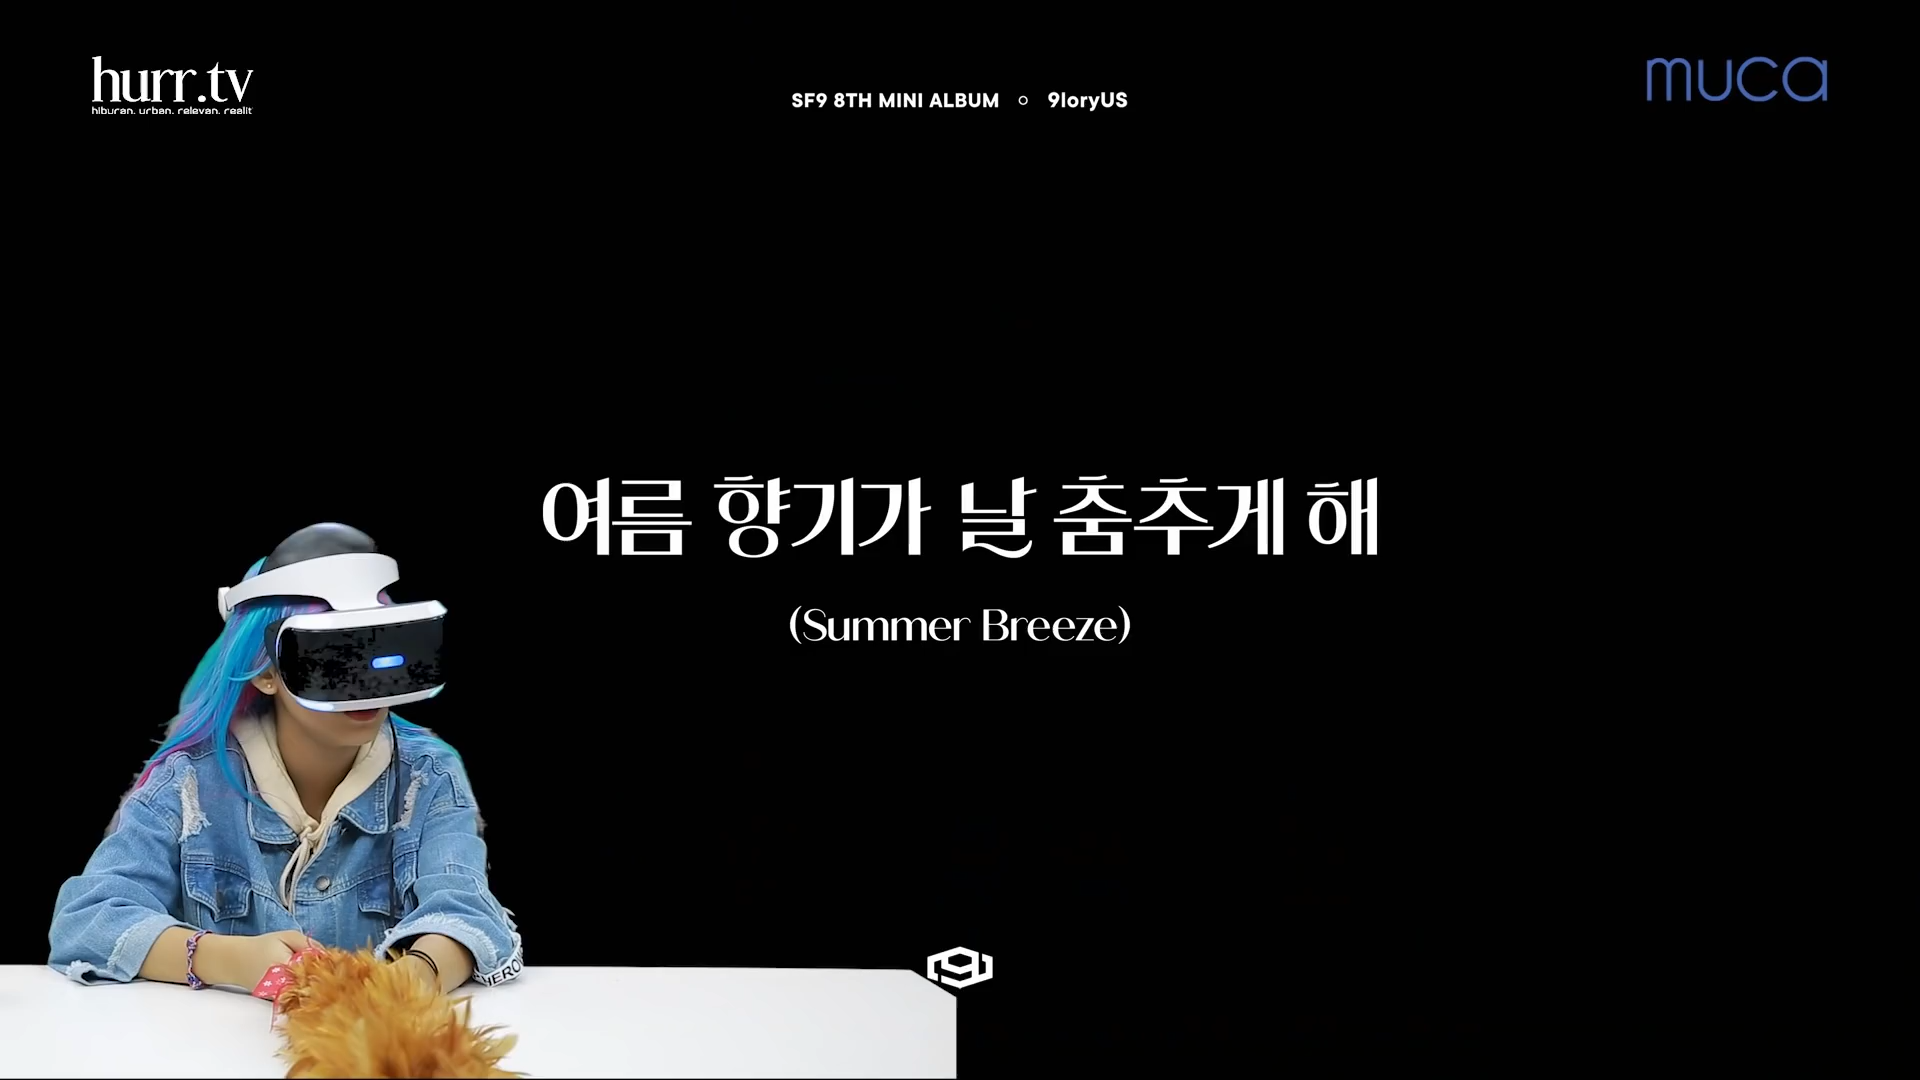 hurr.tv
hiburan. urban. relevan. realit
SF9 8TH MINI ALBUM ○ 9loryUS
muca
여름 향기가 날 춤추게 해
(Summer Breeze)